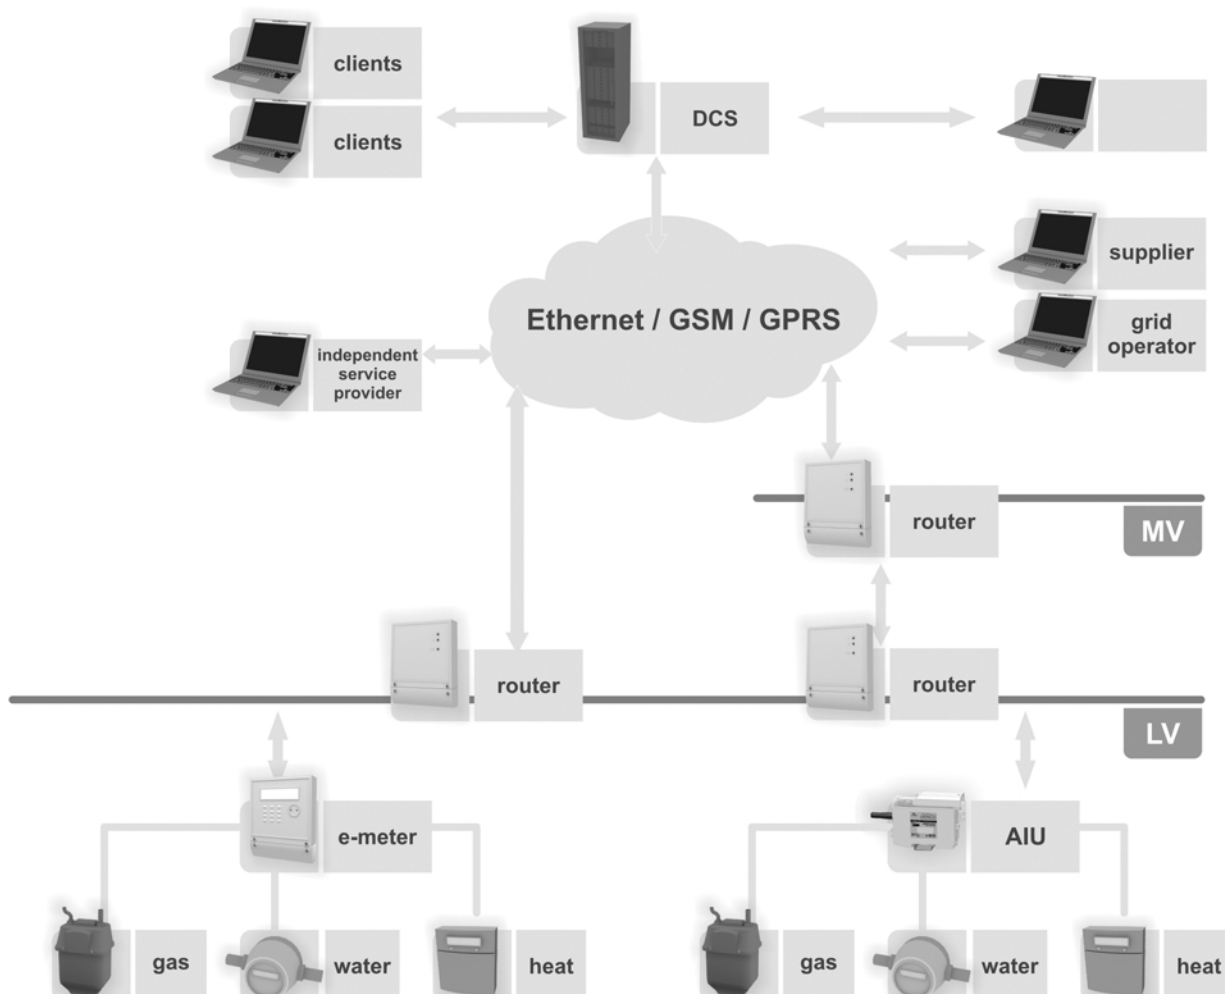 clients
DCS
clients
supplier
Ethernet / GSM / GPRS
grid
operator
independent
service
provider
router
MV
router
router
LV
e-meter
AIU
gas
water
heat
gas
water
heat